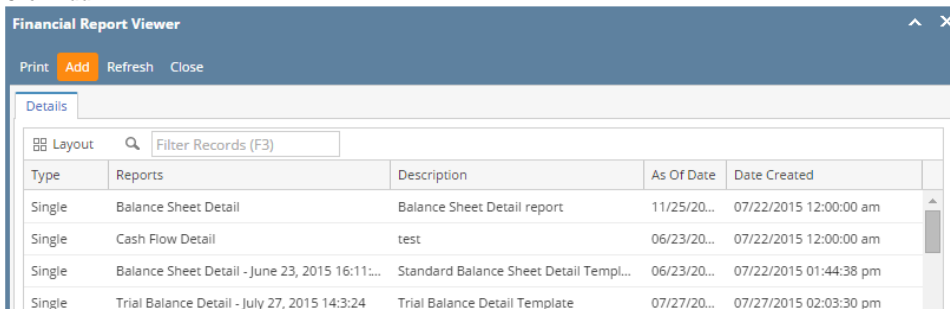 Financial Report Viewer
Print Add Refresh Close
Details
Layout Filter Records (F3)
Type Reports Description As Of Date Date Created
Single Balance Sheet Detail Balance Sheet Detail report 11/25/20... 07/22/2015 12:00:00 am
Single Cash Flow Detail test 06/23/20... 07/22/2015 12:00:00 am
Single Balance Sheet Detail - June 23, 2015 16:11:... Standard Balance Sheet Detail Templ... 06/23/20... 07/22/2015 01:44:38 pm
Single Trial Balance Detail - July 27, 2015 14:3:24 Trial Balance Detail Template 07/27/20... 07/27/2015 02:03:30 pm